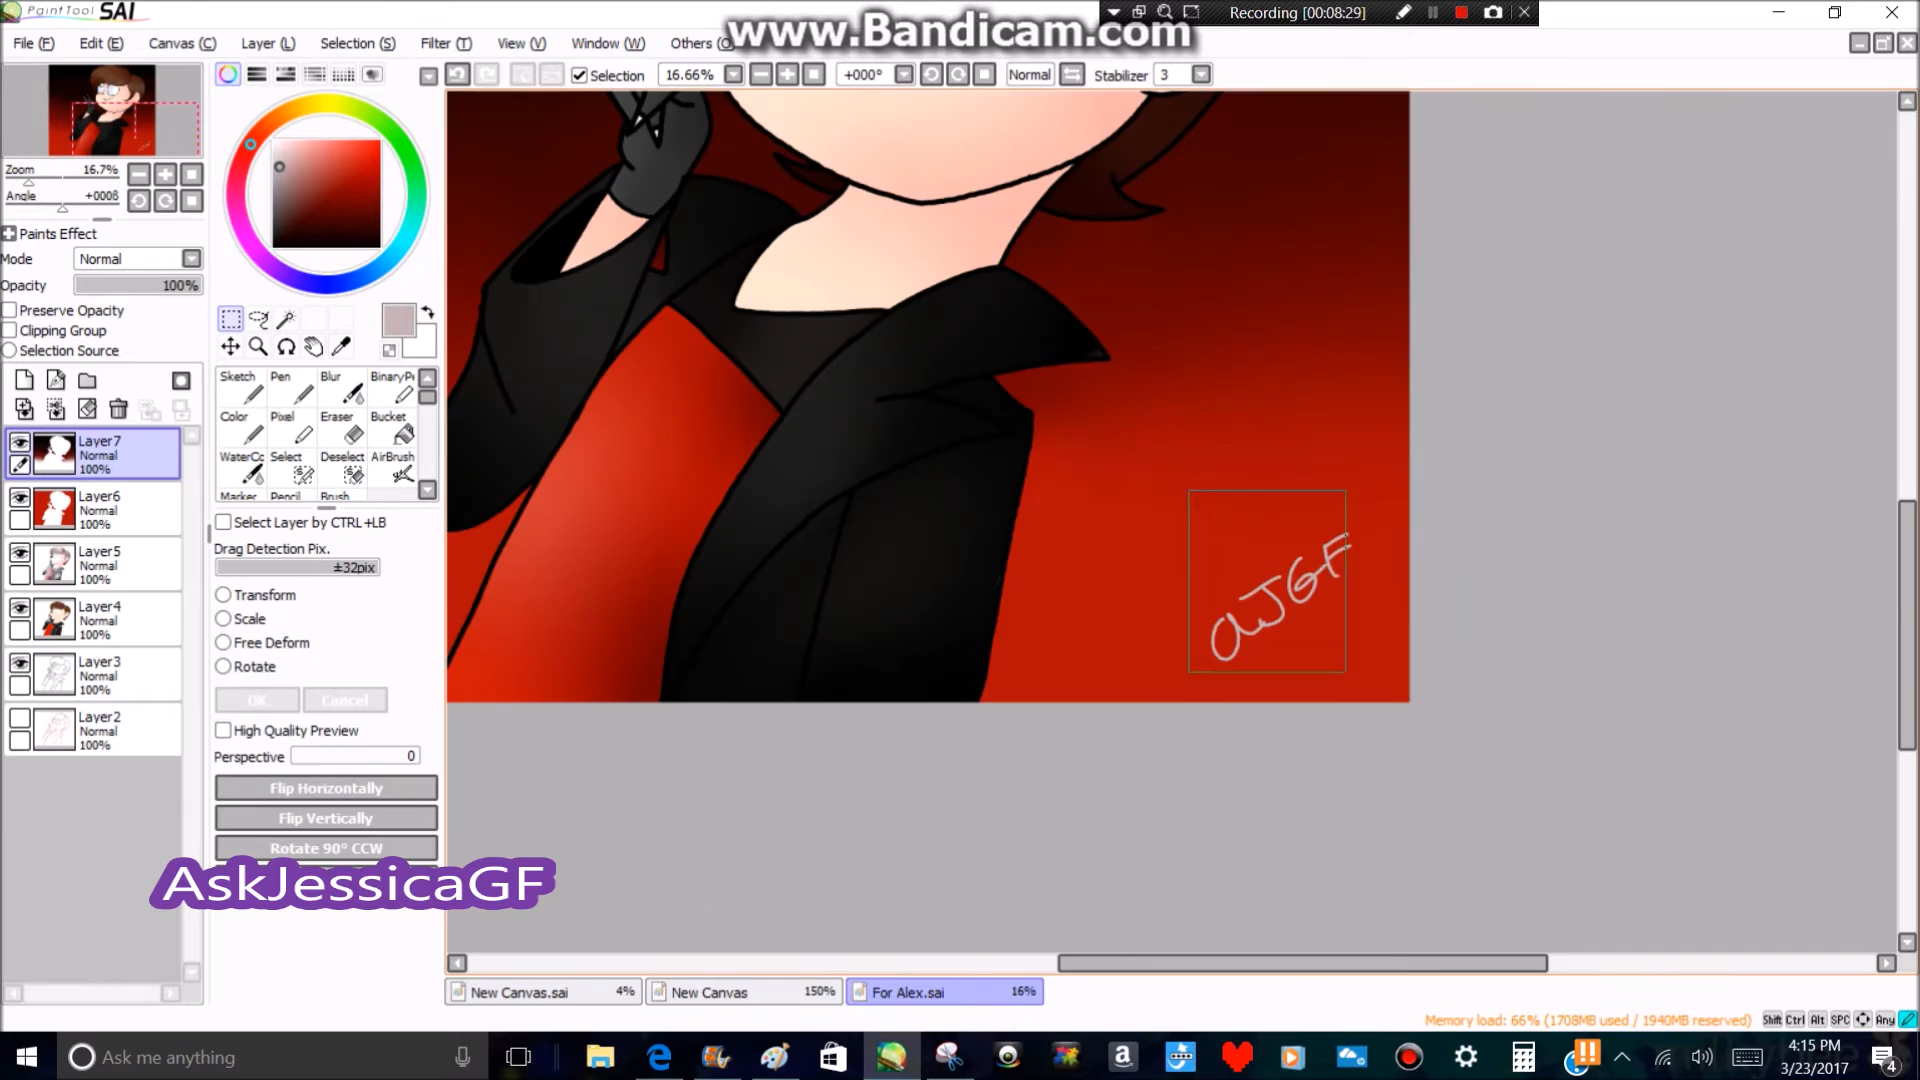 PaintTool SAI
www.Bandicam.com
Recording [00:08:29]
File (F) Edit (E) Canvas (C) Layer (L) Selection (S) Filter (T) View (V) Window (W) Others (O)
Selection 16.66% +000° Normal Stabilizer 3
Zoom 16.7%
Angle +000
Paints Effect
Mode Normal
Opacity 100%
Preserve Opacity
Clipping Group
Selection Source
Layer7
Normal
100%
Layer6
Normal
100%
Layer5
Normal
100%
Layer4
Normal
100%
Layer3
Normal
100%
Layer2
Normal
100%
Sketch Pen Blur BinaryPe
Color Pixel Eraser Bucket
WaterCo Select Deselect AirBrush
Marker Pencil Brush
Select Layer by CTRL+LB
Drag Detection Pix.
±32pix
Transform
Scale
Free Deform
Rotate
OK Cancel
High Quality Preview
Perspective 0
Flip Horizontally
Flip Vertically
Rotate 90° CCW
AskJessicaGF
aJGF
New Canvas.sai 4% New Canvas 150% For Alex.sai 16%
Memory load: 66% (1708MB used / 1940MB reserved) Shift Ctrl Alt SPC Any
Ask me anything
4:15 PM
3/23/2017
4